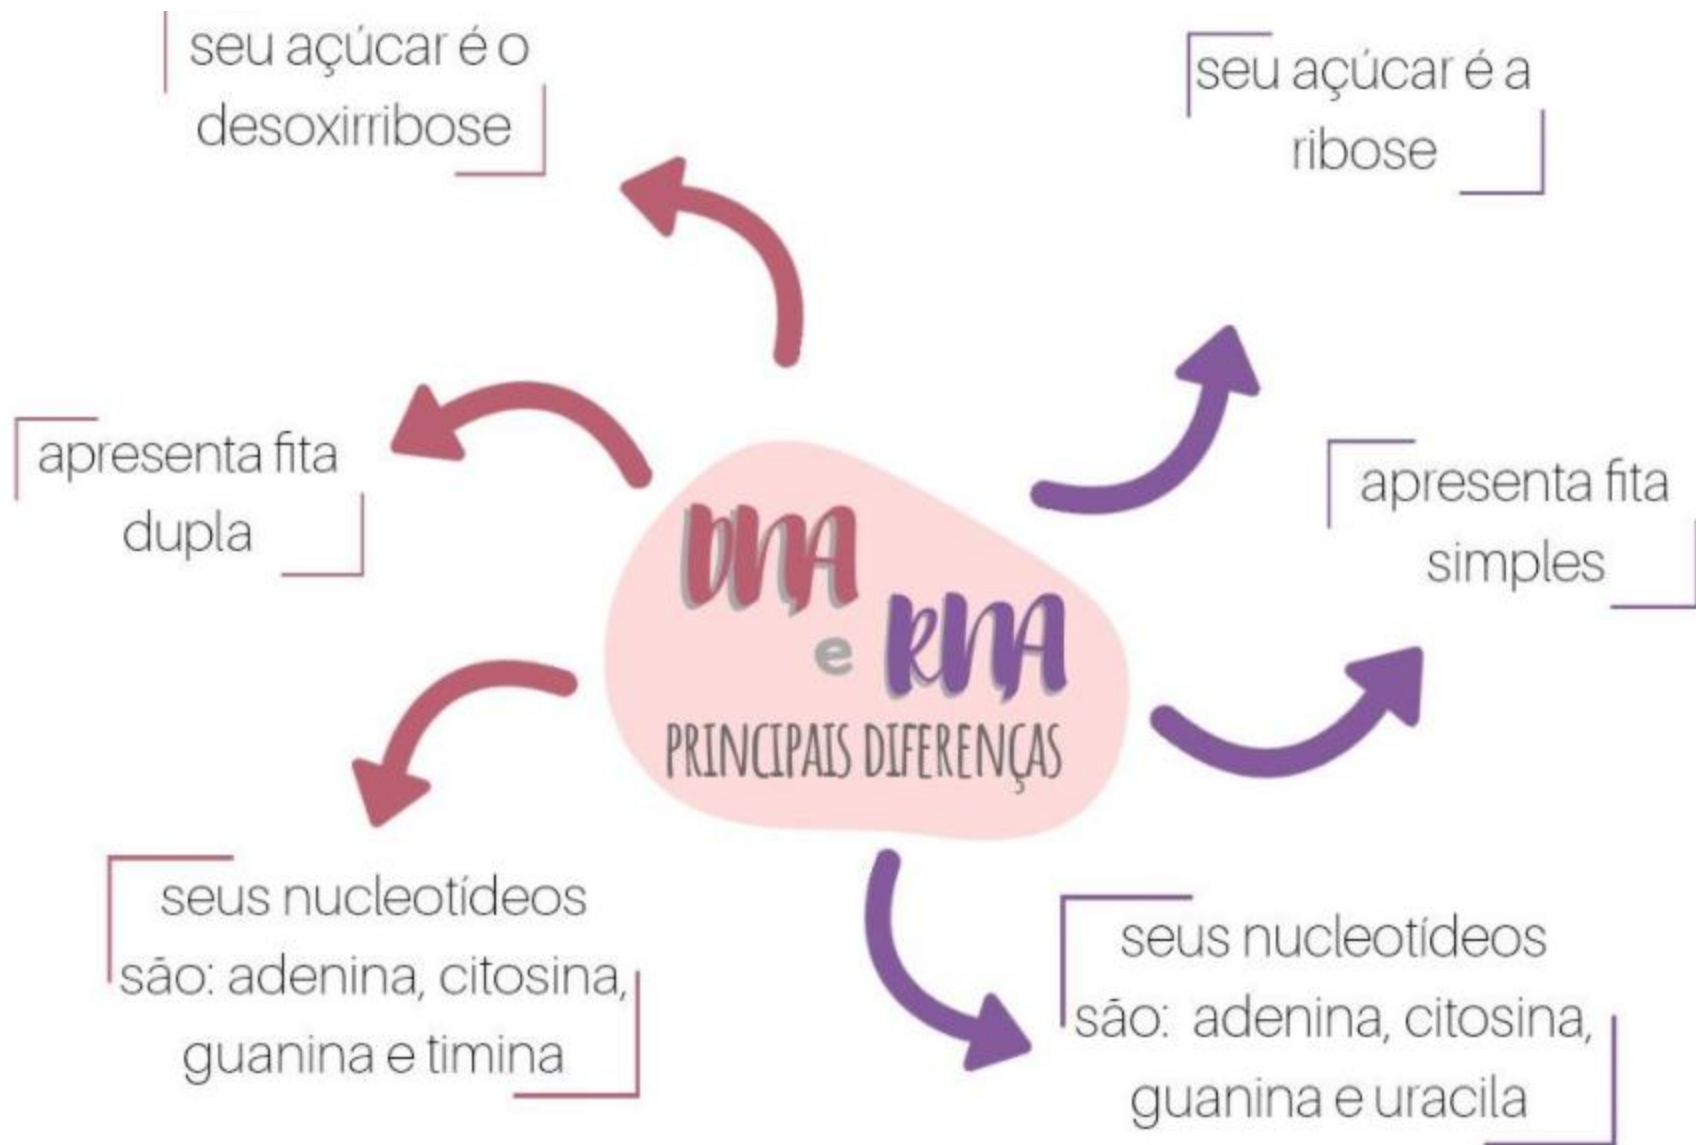 seu açúcar é o
desoxirribose
seu açúcar é a
ribose
apresenta fita
dupla
apresenta fita
simples
DNA
e RNA
PRINCIPAIS DIFERENÇAS
seus nucleotídeos
são: adenina, citosina,
guanina e timina
seus nucleotídeos
são: adenina, citosina,
guanina e uracila